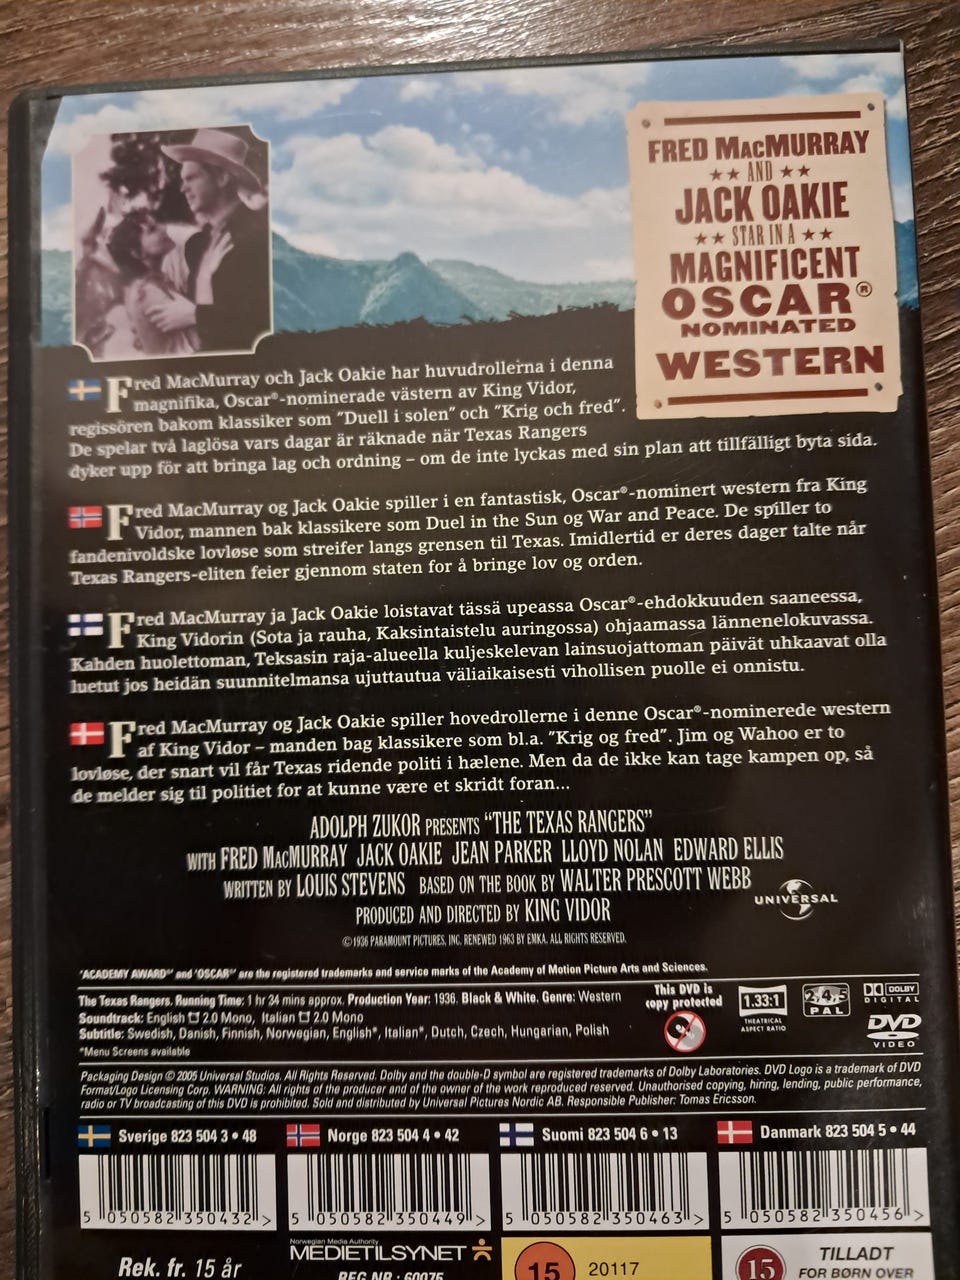 FRED MacMURRAY
★★ AND ★★
JACK OAKIE
★★ STAR IN A ★★
MAGNIFICENT
OSCAR®
NOMINATED
WESTERN
Fred MacMurray och Jack Oakie har huvudrollerna i denna
magnifika, Oscar®-nominerade västern av King Vidor,
regissören bakom klassiker som ”Duell i solen” och ”Krig och fred”.
De spelar två laglösa vars dagar är räknade när Texas Rangers
dyker upp för att bringa lag och ordning – om de inte lyckas med sin plan att tillfälligt byta sida.
Fred MacMurray og Jack Oakie spiller i en fantastisk, Oscar®-nominert western fra King
Vidor, mannen bak klassikere som Duel in the Sun og War and Peace. De spiller to
fandenivoldske lovløse som streifer langs grensen til Texas. Imidlertid er deres dager talte når
Texas Rangers-eliten feier gjennom staten for å bringe lov og orden.
Fred MacMurray ja Jack Oakie loistavat tässä upeassa Oscar®-ehdokkuuden saaneessa,
King Vidorin (Sota ja rauha, Kaksintaistelu auringossa) ohjaamassa lännenelokuvassa.
Kahden huolettoman, Teksasin raja-alueella kuljeskelevan lainsuojattoman päivät uhkaavat olla
luetut jos heidän suunnitelmansa ujuttautua väliaikaisesti vihollisen puolle ei onnistu.
Fred MacMurray og Jack Oakie spiller hovedrollerne i denne Oscar®-nominerede western
af King Vidor – manden bag klassikere som bl.a. ”Krig og fred”. Jim og Wahoo er to
lovløse, der snart vil får Texas ridende politi i hælene. Men da de ikke kan tage kampen op, så
de melder sig til politiet for at kunne være et skridt foran...
ADOLPH ZUKOR PRESENTS “THE TEXAS RANGERS”
WITH FRED MacMURRAY JACK OAKIE JEAN PARKER LLOYD NOLAN EDWARD ELLIS
WRITTEN BY LOUIS STEVENS BASED ON THE BOOK BY WALTER PRESCOTT WEBB
PRODUCED AND DIRECTED BY KING VIDOR
UNIVERSAL
©1936 PARAMOUNT PICTURES, INC. RENEWED 1963 BY EMKA. ALL RIGHTS RESERVED.
'ACADEMY AWARD®' and 'OSCAR®' are the registered trademarks and service marks of the Academy of Motion Picture Arts and Sciences.
The Texas Rangers. Running Time: 1 hr 34 mins approx. Production Year: 1936. Black & White. Genre: Western
Soundtrack: English 2.0 Mono, Italian 2.0 Mono
Subtitle: Swedish, Danish, Finnish, Norwegian, English*, Italian*, Dutch, Czech, Hungarian, Polish
*Menu Screens available
This DVD is
copy protected
1.33:1
THEATRICAL
ASPECT RATIO
2 4 5
PAL
DOLBY
DIGITAL
DVD
VIDEO
Packaging Design © 2005 Universal Studios. All Rights Reserved. Dolby and the double-D symbol are registered trademarks of Dolby Laboratories. DVD Logo is a trademark of DVD
Format/Logo Licensing Corp. WARNING: All rights of the producer and of the owner of the work reproduced reserved. Unauthorised copying, hiring, lending, public performance,
radio or TV broadcasting of this DVD is prohibited. Sold and distributed by Universal Pictures Nordic AB. Responsible Publisher: Tomas Ericsson.
Sverige 823 504 3 • 48
Norge 823 504 4 • 42
Suomi 823 504 6 • 13
Danmark 823 504 5 • 44
5 050582 350432 >
5 050582 350449 >
5 050582 350463 >
5 050582 350456 >
Rek. fr. 15 år
Norwegian Media Authority
MEDIETILSYNET
REG NR.: 60075
15
20117
15
TILLADT
FOR BØRN OVER